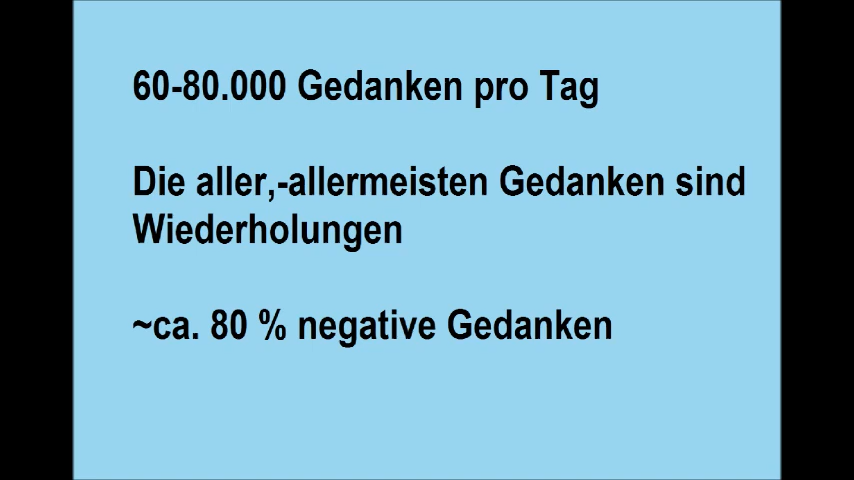 60-80.000 Gedanken pro Tag
Die aller,-allermeisten Gedanken sind
Wiederholungen
~ca. 80 % negative Gedanken